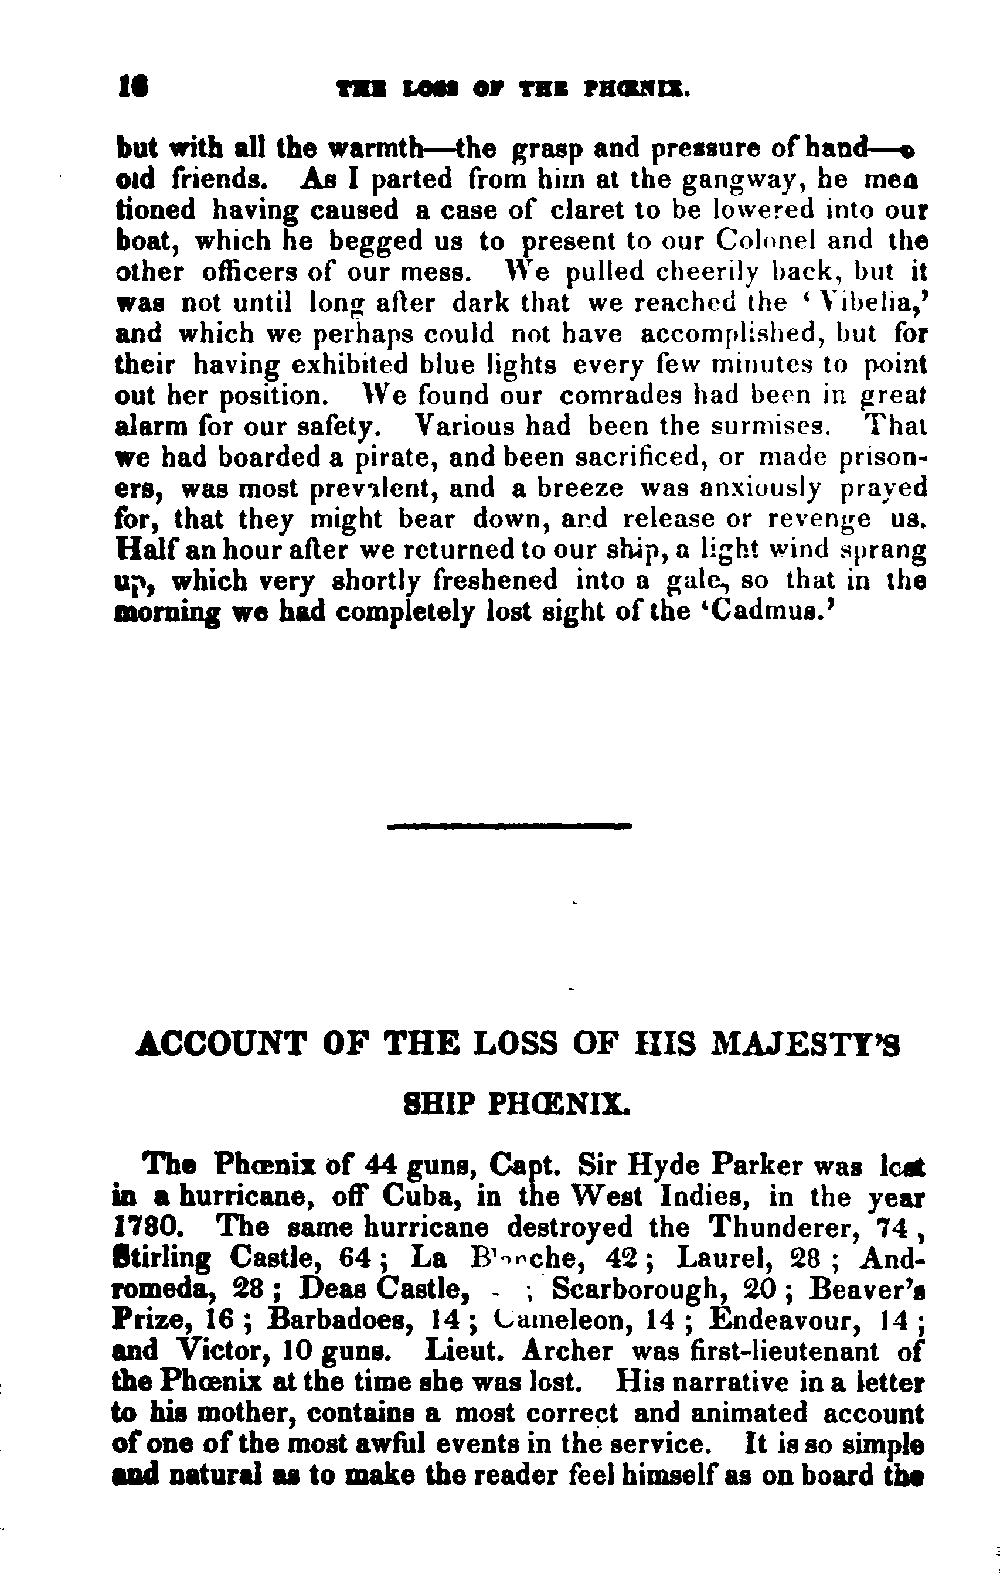 16 THE LOSS OF THE PHŒNIX.
but with all the warmth—the grasp and pressure of hand—o
old friends. As I parted from him at the gangway, he men
tioned having caused a case of claret to be lowered into our
boat, which he begged us to present to our Colonel and the
other officers of our mess. We pulled cheerily back, but it
was not until long after dark that we reached the ‘Vibelia,’
and which we perhaps could not have accomplished, but for
their having exhibited blue lights every few minutes to point
out her position. We found our comrades had been in great
alarm for our safety. Various had been the surmises. That
we had boarded a pirate, and been sacrificed, or made prison-
ers, was most prevalent, and a breeze was anxiously prayed
for, that they might bear down, and release or revenge us.
Half an hour after we returned to our ship, a light wind sprang
up, which very shortly freshened into a gale, so that in the
morning we had completely lost sight of the ‘Cadmus.’
ACCOUNT OF THE LOSS OF HIS MAJESTY’S
SHIP PHŒNIX.
The Phœnix of 44 guns, Capt. Sir Hyde Parker was lost
in a hurricane, off Cuba, in the West Indies, in the year
1780. The same hurricane destroyed the Thunderer, 74,
Stirling Castle, 64; La Blanche, 42; Laurel, 28; And-
romeda, 28; Deas Castle, ; Scarborough, 20; Beaver’s
Prize, 16; Barbadoes, 14; Cameleon, 14; Endeavour, 14;
and Victor, 10 guns. Lieut. Archer was first-lieutenant of
the Phœnix at the time she was lost. His narrative in a letter
to his mother, contains a most correct and animated account
of one of the most awful events in the service. It is so simple
and natural as to make the reader feel himself as on board the